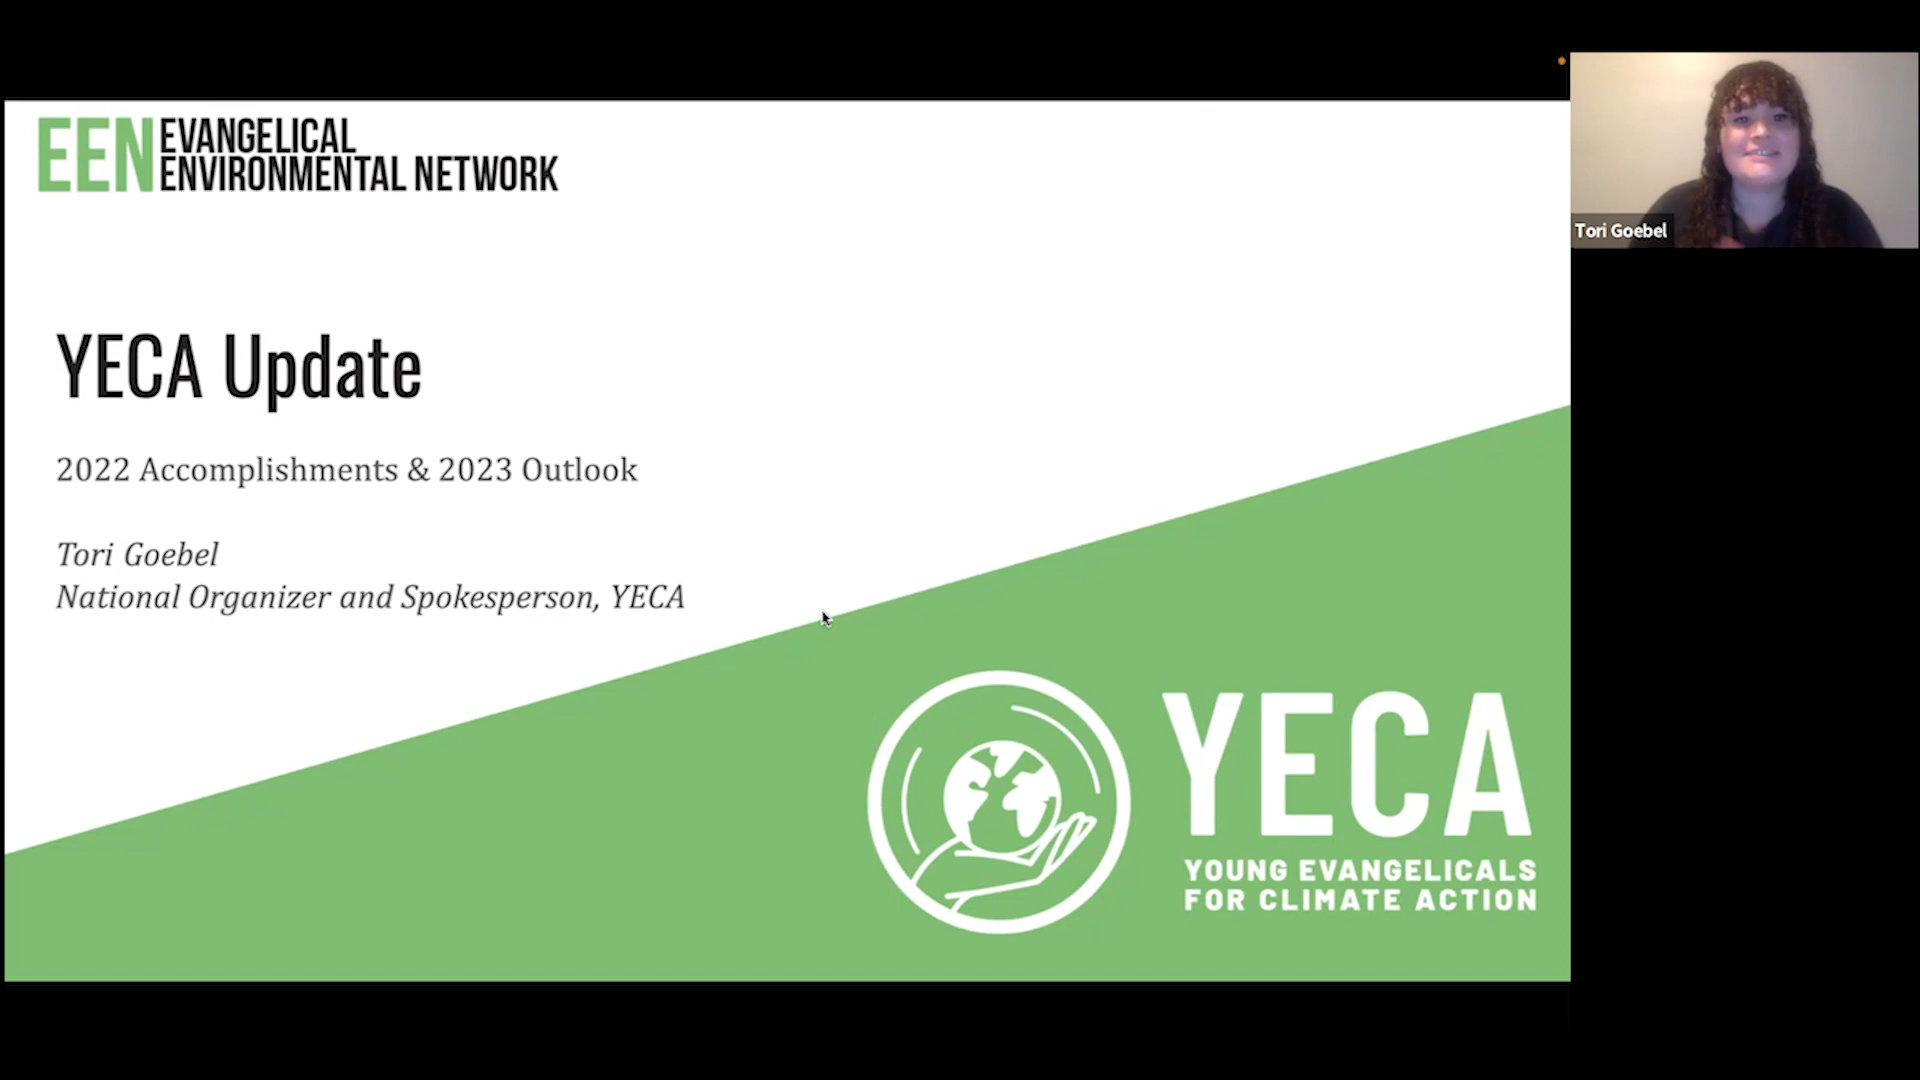 EEN EVANGELICAL
ENVIRONMENTAL NETWORK
YECA Update
2022 Accomplishments & 2023 Outlook
Tori Goebel
National Organizer and Spokesperson, YECA
YECA
YOUNG EVANGELICALS
FOR CLIMATE ACTION
Tori Goebel